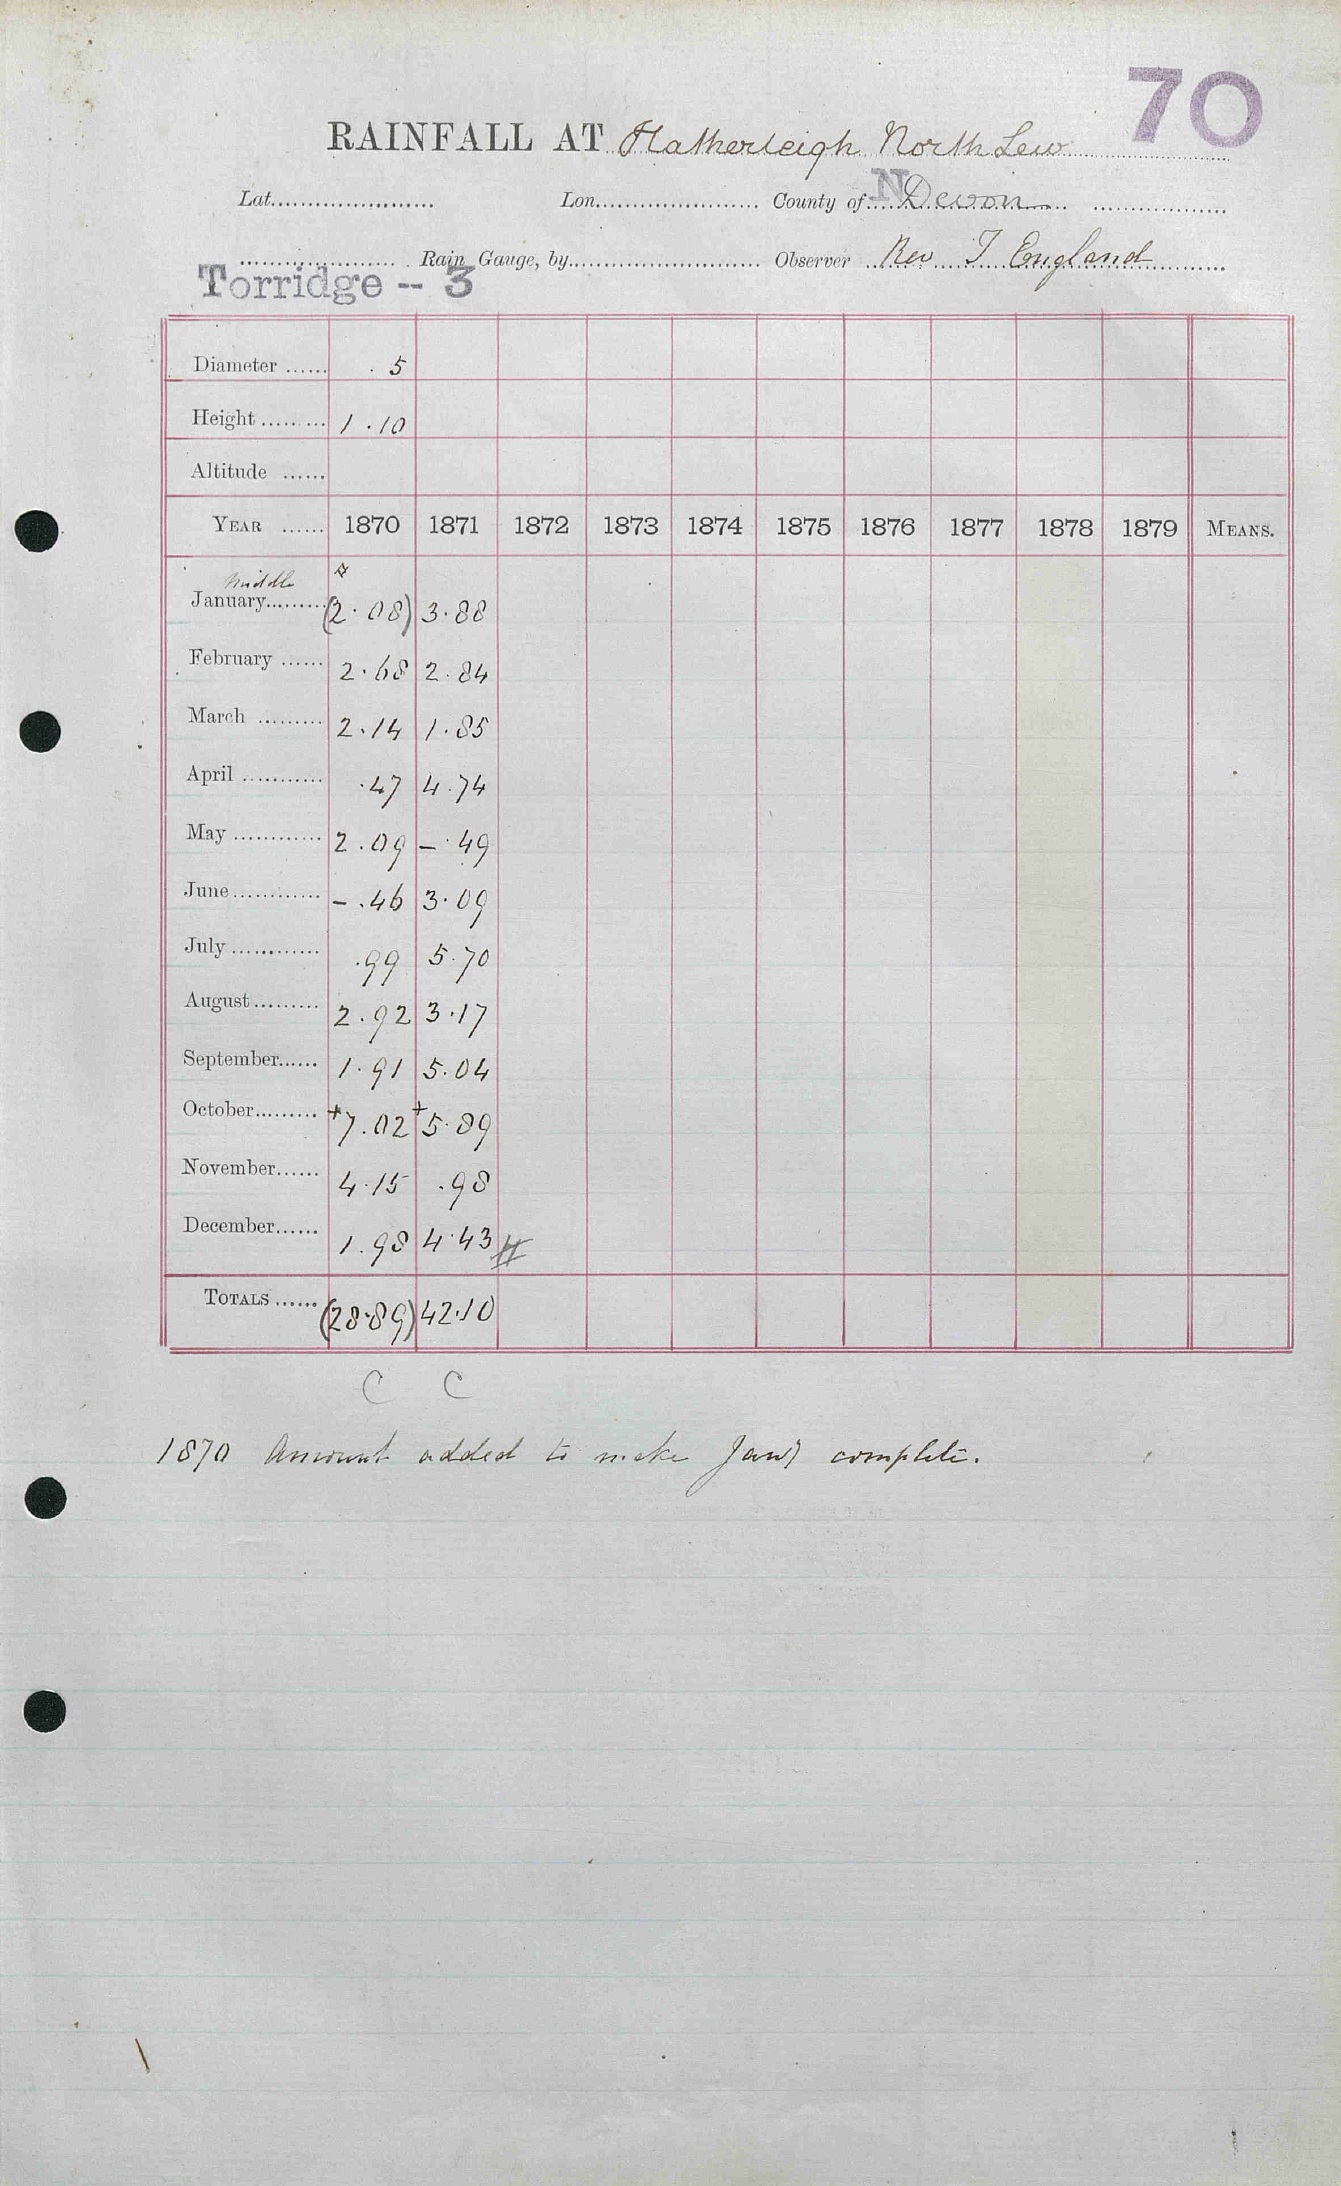 70
RAINFALL AT Hatherleigh North Lew
Lat. Lon. County of N Devon
Rain Gauge, by Observer Rev T England
Torridge -- 3
Diameter 5
Height 1.10
Altitude
YEAR 1870 1871 1872 1873 1874 1875 1876 1877 1878 1879 MEANS.
Middle
January (2.08) 3.88
February 2.68 2.84
March 2.14 1.85
April .47 4.74
May 2.09 - .49
June - .46 3.09
July .99 5.70
August 2.92 3.17
September 1.91 5.04
October +7.02 +5.89
November 4.15 .98
December 1.98 4.43 #
TOTALS (28.89) 42.10
C C
1870 Amount added to make Jany complete.